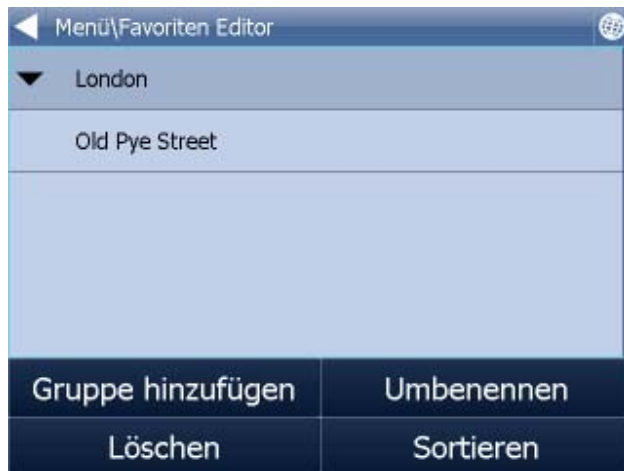 Menü\Favoriten Editor
London
Old Pye Street
Gruppe hinzufügen
Umbenennen
Löschen
Sortieren